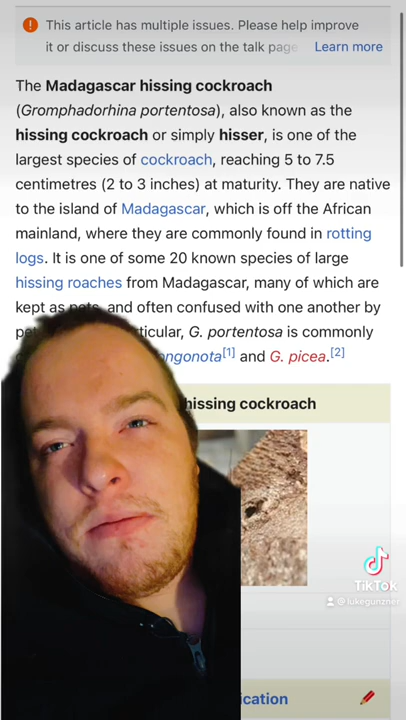 This article has multiple issues. Please help improve
it or discuss these issues on the talk page Learn more
The Madagascar hissing cockroach
(Gromphadorhina portentosa), also known as the
hissing cockroach or simply hisser, is one of the
largest species of cockroach, reaching 5 to 7.5
centimetres (2 to 3 inches) at maturity. They are native
to the island of Madagascar, which is off the African
mainland, where they are commonly found in rotting
logs. It is one of some 20 known species of large
hissing roaches from Madagascar, many of which are
kept as pets, and often confused with one another by
G. portentosa is commonly
and G. picea.[2]
hissing cockroach
TikTok
@lukegunzner